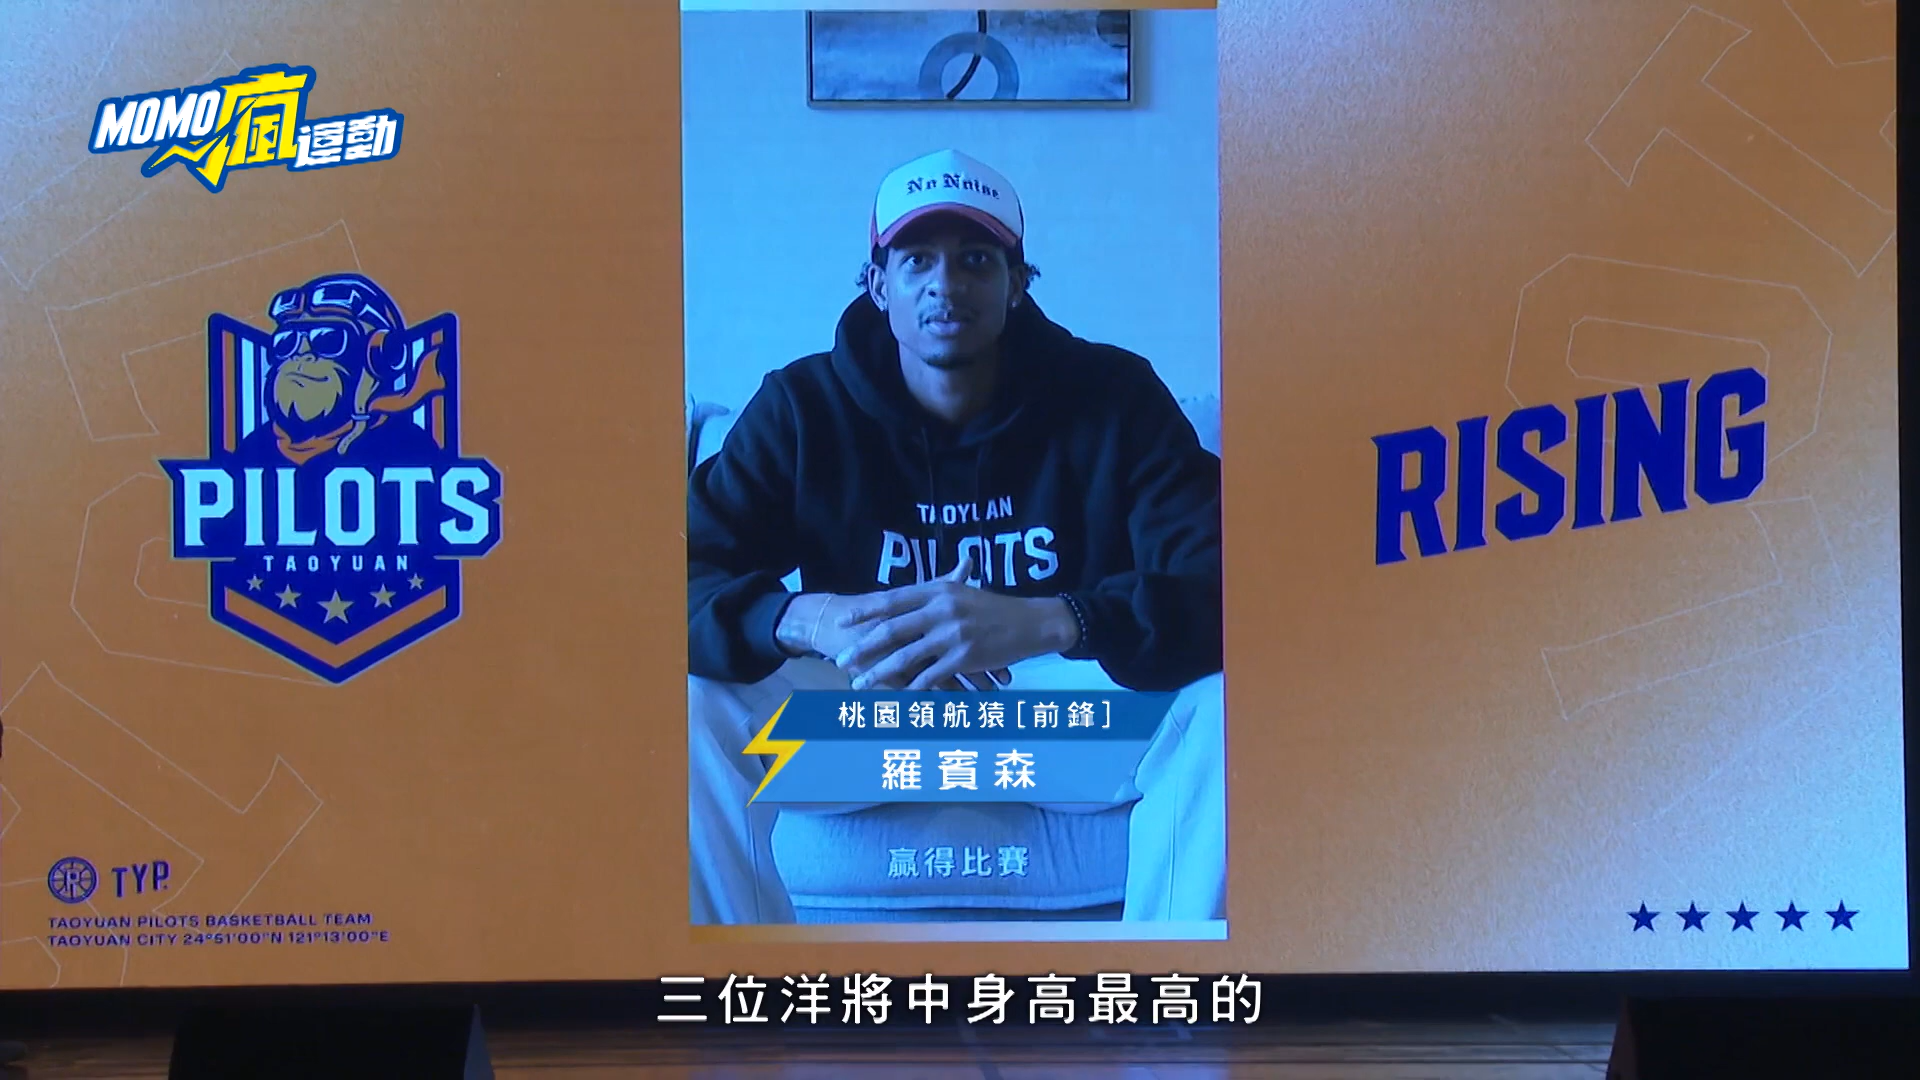 MOMO瘋運動
No Noise
PILOTS
TAOYUAN
RISING
TAOYUAN
PILOTS
桃園領航猿[前鋒]
羅賓森
贏得比賽
TYP.
TAOYUAN PILOTS BASKETBALL TEAM
TAOYUAN CITY 24°51'00"N 121°13'00"E
三位洋將中身高最高的